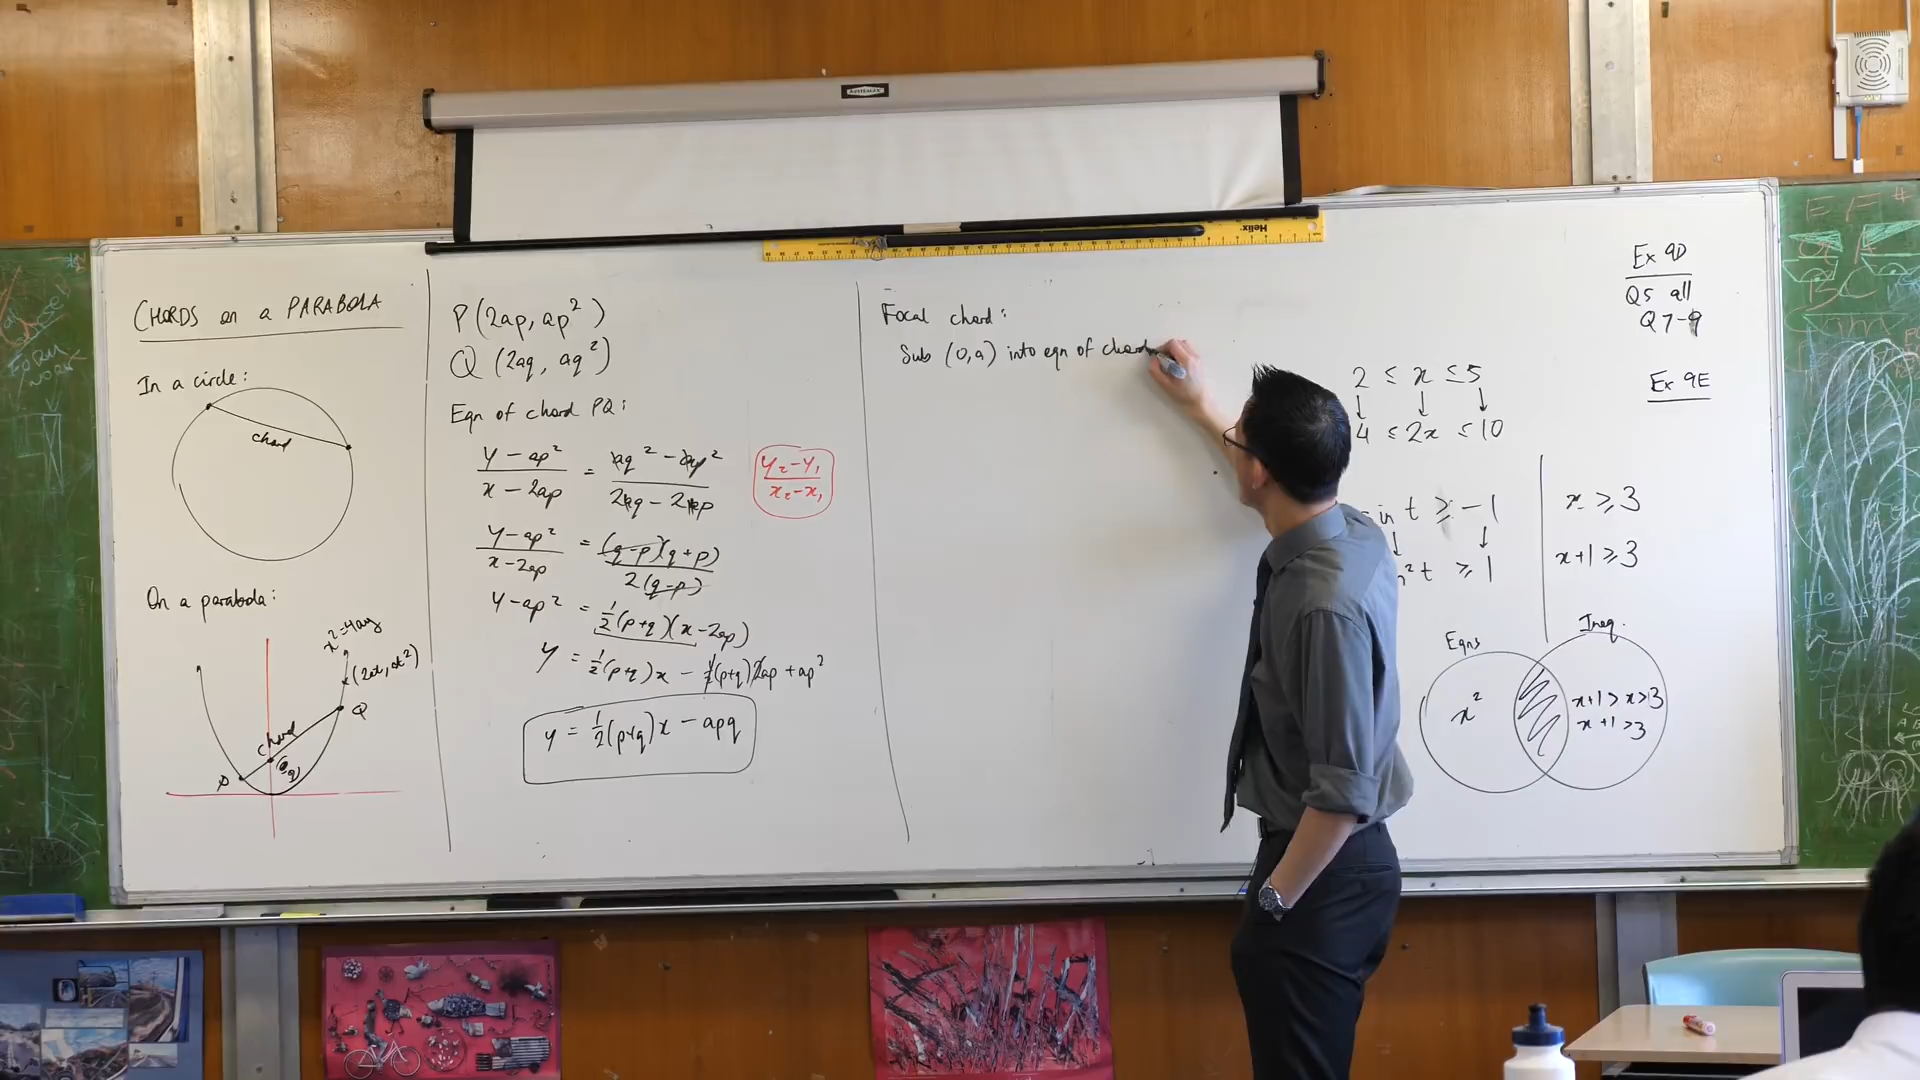 AUSTRALEX
Helix
CHORDS on a PARABOLA
In a circle:
chord
On a parabola:
x²=4ay
(2at, at²)
Q
chord
P
P(2ap, ap²)
Q (2aq, aq²)
Eqn of chord PQ:
(y - ap²)/(x - 2ap) = (aq² - ap²)/(2aq - 2ap)
(y₂-y₁)/(x₂-x₁)
(y-ap²)/(x-2ap) = (q-p)(q+p)/2(q-p)
y-ap² = ½(p+q)(x-2ap)
y = ½(p+q)x - ½(p+q)2ap + ap²
y = ½(p+q)x - apq
Focal chord:
Sub (0,a) into eqn of chord
2 ≤ x ≤ 5
↓ ↓ ↓
4 ≤ 2x ≤ 10
in t ≥ -1
↓ ↓
² t ≥ 1
x ≥ 3
x+1 ≥ 3
Eqns
Ineq.
x²
x+1 > x > 3
x+1 > 3
Ex 9D
Q5 all
Q7-9
Ex 9E